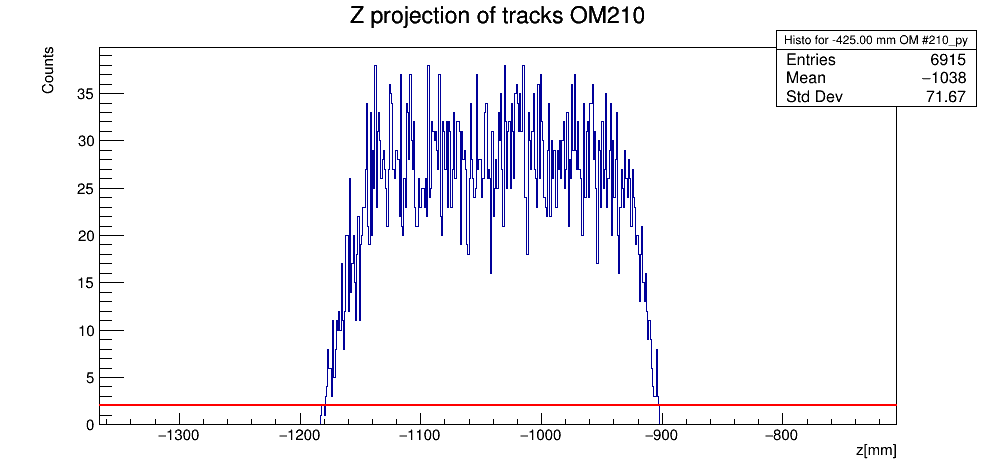 Z projection of tracks OM210
Histo for -425.00 mm OM #210_py
Entries 6915
Mean −1038
Std Dev 71.67
Counts
35
30
25
20
15
10
5
0
−1300 −1200 −1100 −1000 −900 −800
z[mm]